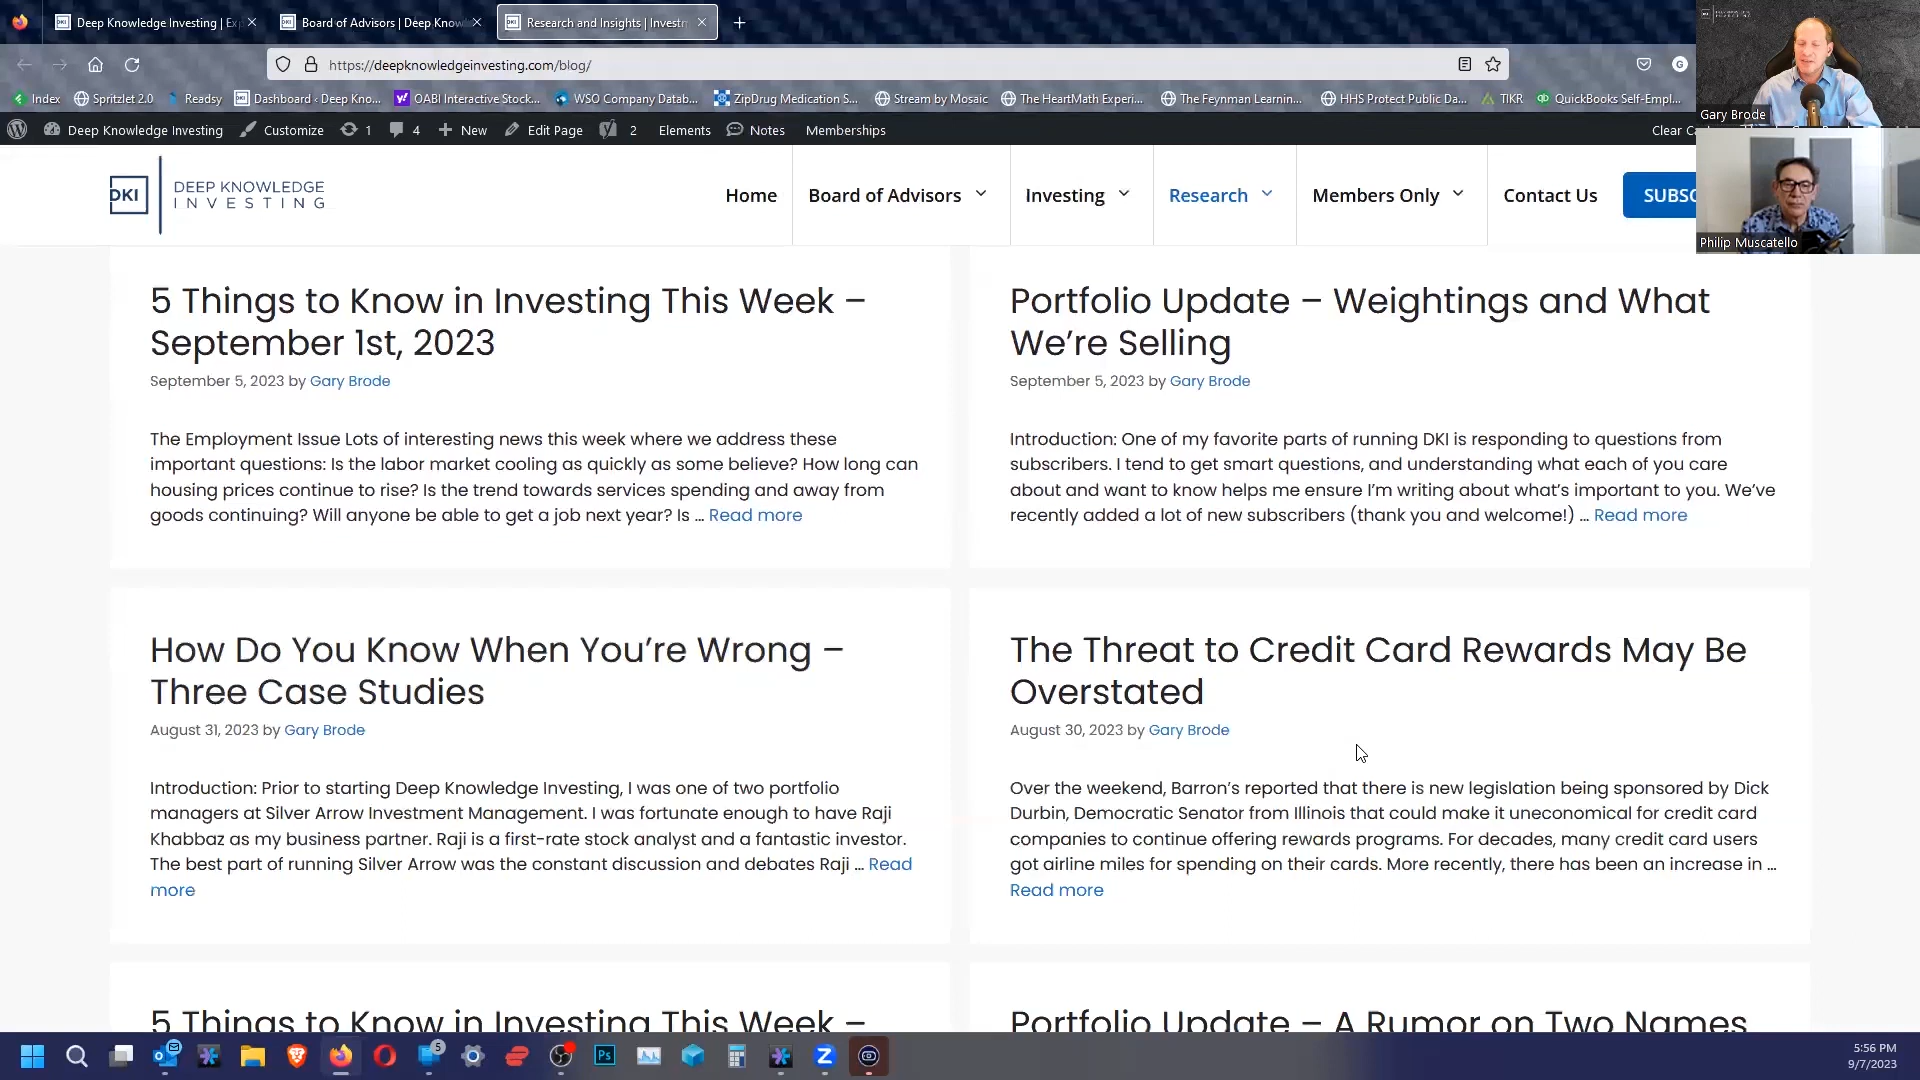 Deep Knowledge Investing | Ex
Board of Advisors | Deep Know
Research and Insights | Investm
https://deepknowledgeinvesting.com/blog/
Index
Spritzlet 2.0
Readsy
Dashboard ‹ Deep Kno...
OABI Interactive Stock...
WSO Company Datab...
ZipDrug Medication S...
Stream by Mosaic
The HeartMath Experi...
The Feynman Learnin...
HHS Protect Public Da...
TIKR
QuickBooks Self-Empl...
Deep Knowledge Investing
Customize
1
4
New
Edit Page
2
Elements
Notes
Memberships
Clear Ca
Gary Brode
Philip Muscatello
DKI
DEEP KNOWLEDGE
INVESTING
Home
Board of Advisors
Investing
Research
Members Only
Contact Us
SUBSC
5 Things to Know in Investing This Week –
September 1st, 2023
September 5, 2023 by Gary Brode
The Employment Issue Lots of interesting news this week where we address these
important questions: Is the labor market cooling as quickly as some believe? How long can
housing prices continue to rise? Is the trend towards services spending and away from
goods continuing? Will anyone be able to get a job next year? Is ... Read more
Portfolio Update – Weightings and What
We’re Selling
September 5, 2023 by Gary Brode
Introduction: One of my favorite parts of running DKI is responding to questions from
subscribers. I tend to get smart questions, and understanding what each of you care
about and want to know helps me ensure I’m writing about what’s important to you. We’ve
recently added a lot of new subscribers (thank you and welcome!) ... Read more
How Do You Know When You’re Wrong –
Three Case Studies
August 31, 2023 by Gary Brode
Introduction: Prior to starting Deep Knowledge Investing, I was one of two portfolio
managers at Silver Arrow Investment Management. I was fortunate enough to have Raji
Khabbaz as my business partner. Raji is a first-rate stock analyst and a fantastic investor.
The best part of running Silver Arrow was the constant discussion and debates Raji ... Read
more
The Threat to Credit Card Rewards May Be
Overstated
August 30, 2023 by Gary Brode
Over the weekend, Barron’s reported that there is new legislation being sponsored by Dick
Durbin, Democratic Senator from Illinois that could make it uneconomical for credit card
companies to continue offering rewards programs. For decades, many credit card users
got airline miles for spending on their cards. More recently, there has been an increase in ...
Read more
5 Things to Know in Investing This Week –
Portfolio Update – A Rumor on Two Names
5
Ps
5:56 PM
9/7/2023